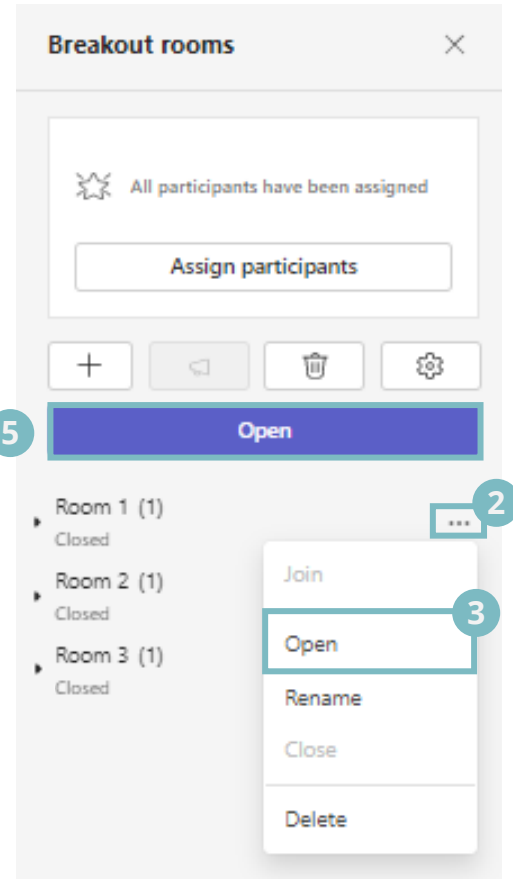 Breakout rooms
All participants have been assigned
Assign participants
5
Open
Room 1 (1)
2
...
Closed
Join
Room 2 (1)
Closed
3
Open
Room 3 (1)
Closed
Rename
Close
Delete